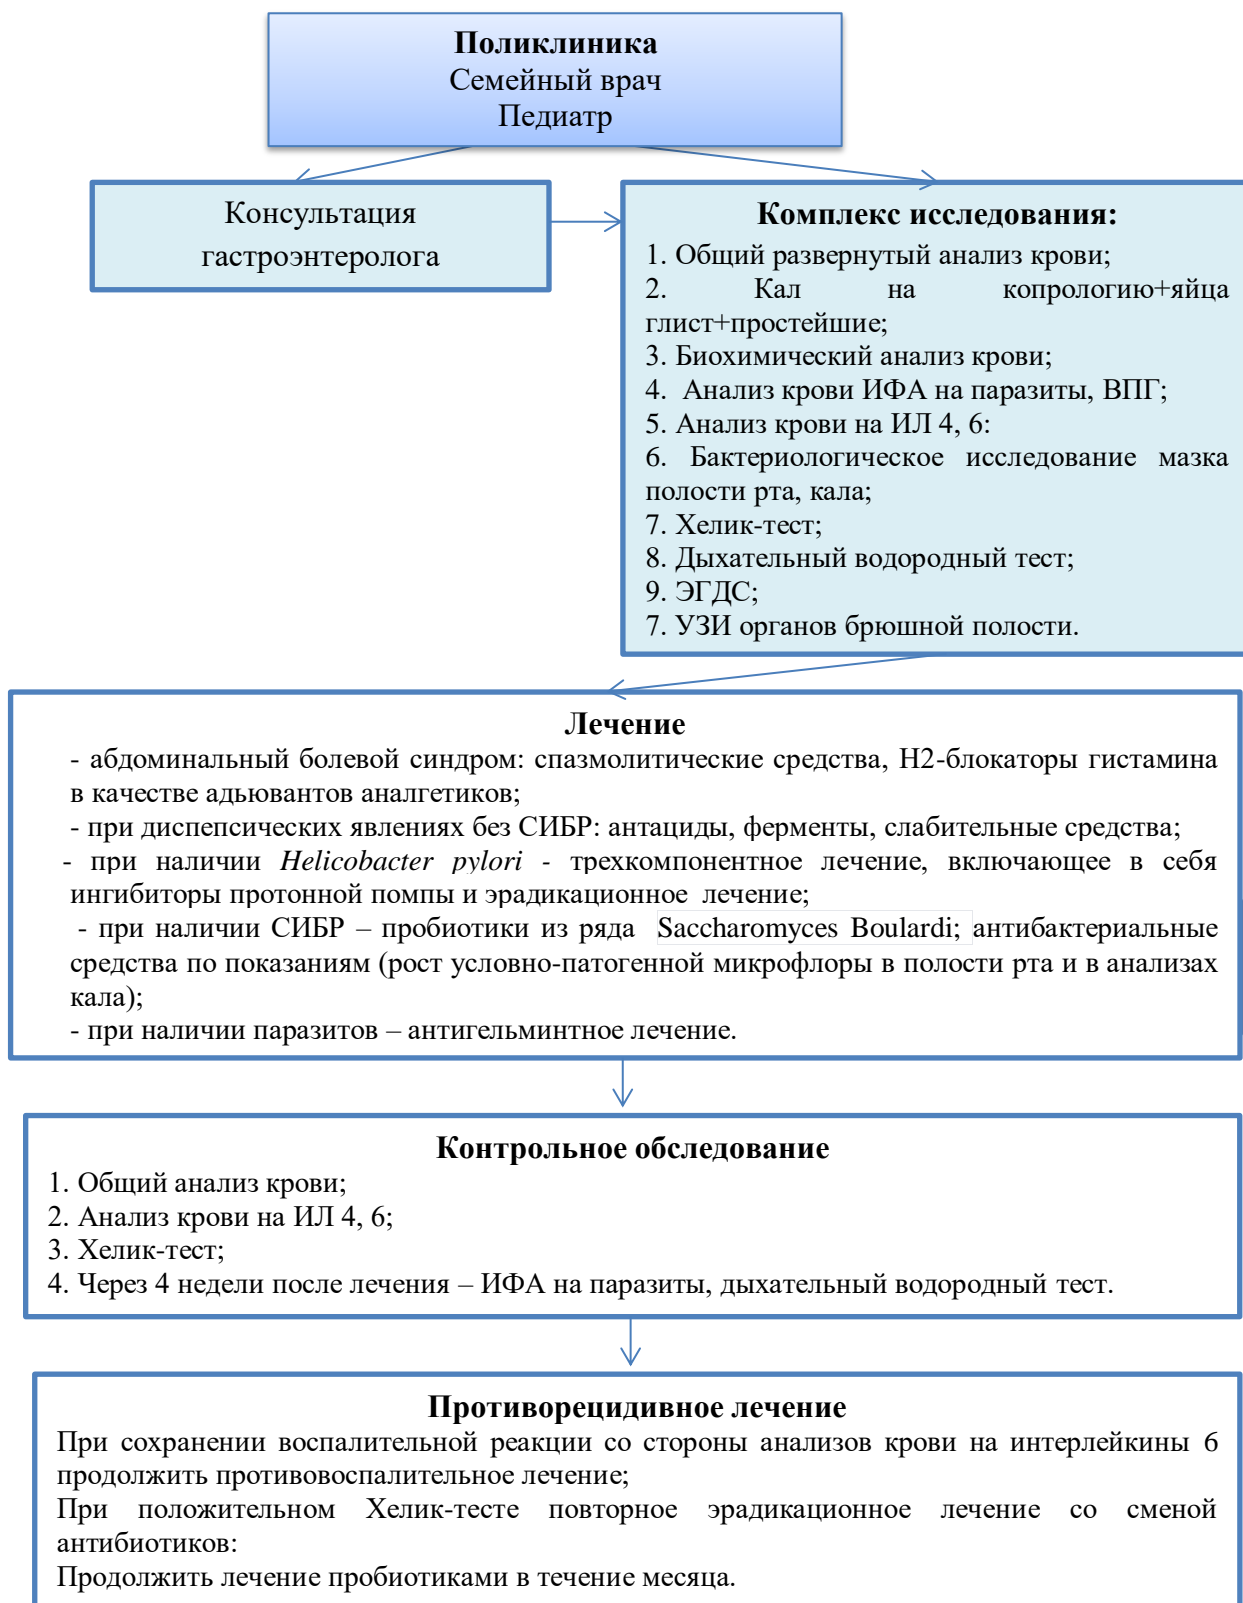 Поликлиника
Семейный врач
Педиатр
Консультация
гастроэнтеролога
Комплекс исследования:
1. Общий развернутый анализ крови;
2. Кал на копрологию+яйца
глист+простейшие;
3. Биохимический анализ крови;
4. Анализ крови ИФА на паразиты, ВПГ;
5. Анализ крови на ИЛ 4, 6:
6. Бактериологическое исследование мазка
полости рта, кала;
7. Хелик-тест;
8. Дыхательный водородный тест;
9. ЭГДС;
7. УЗИ органов брюшной полости.
Лечение
- абдоминальный болевой синдром: спазмолитические средства, Н2-блокаторы гистамина
в качестве адьювантов аналгетиков;
- при диспепсических явлениях без СИБР: антациды, ферменты, слабительные средства;
- при наличии Helicobacter pylori - трехкомпонентное лечение, включающее в себя
ингибиторы протонной помпы и эрадикационное лечение;
- при наличии СИБР – пробиотики из ряда Saccharomyces Boulardi; антибактериальные
средства по показаниям (рост условно-патогенной микрофлоры в полости рта и в анализах
кала);
- при наличии паразитов – антигельминтное лечение.
Контрольное обследование
1. Общий анализ крови;
2. Анализ крови на ИЛ 4, 6;
3. Хелик-тест;
4. Через 4 недели после лечения – ИФА на паразиты, дыхательный водородный тест.
Противорецидивное лечение
При сохранении воспалительной реакции со стороны анализов крови на интерлейкины 6
продолжить противовоспалительное лечение;
При положительном Хелик-тесте повторное эрадикационное лечение со сменой
антибиотиков:
Продолжить лечение пробиотиками в течение месяца.